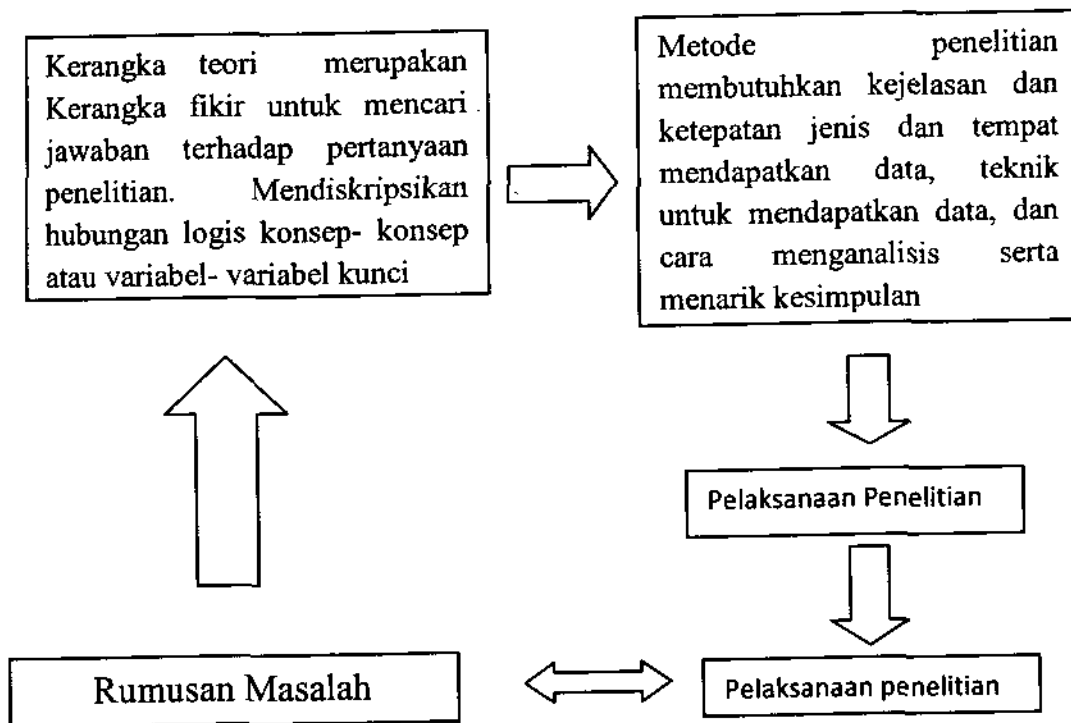 Kerangka teori merupakan
Kerangka fikir untuk mencari
jawaban terhadap pertanyaan
penelitian. Mendiskripsikan
hubungan logis konsep- konsep
atau variabel- variabel kunci
Metode penelitian
membutuhkan kejelasan dan
ketepatan jenis dan tempat
mendapatkan data, teknik
untuk mendapatkan data, dan
cara menganalisis serta
menarik kesimpulan
Pelaksanaan Penelitian
Rumusan Masalah
Pelaksanaan penelitian